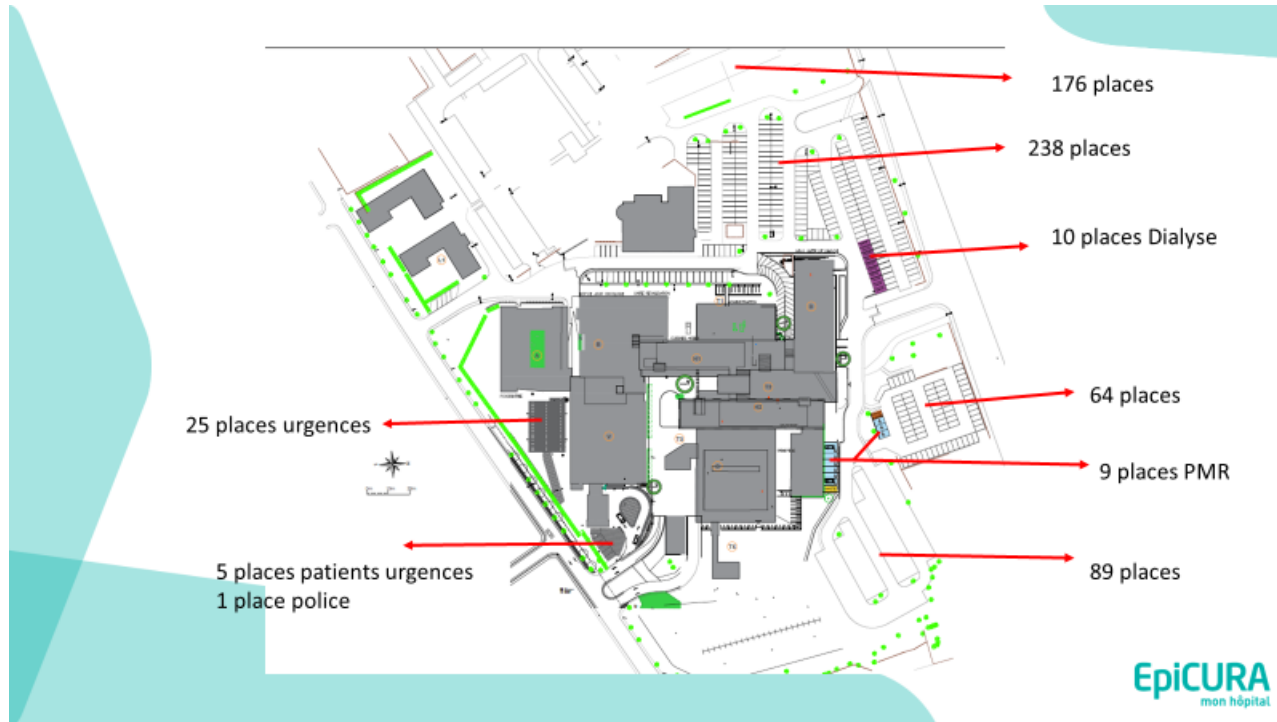 176 places
238 places
10 places Dialyse
64 places
25 places urgences
9 places PMR
5 places patients urgences
1 place police
89 places
EpiCURA
mon hôpital